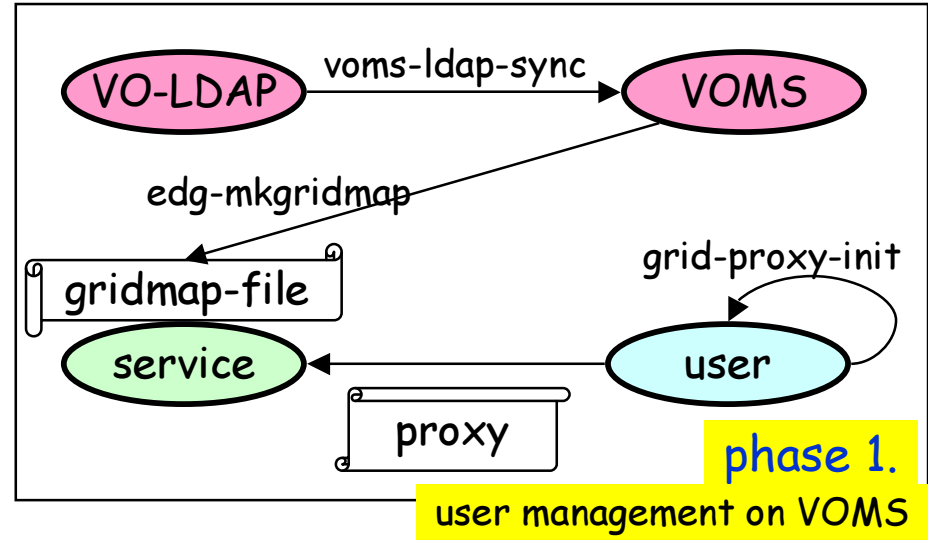 VO-LDAP
voms-ldap-sync
VOMS
edg-mkgridmap
grid-proxy-init
gridmap-file
service
user
proxy
phase 1.
user management on VOMS